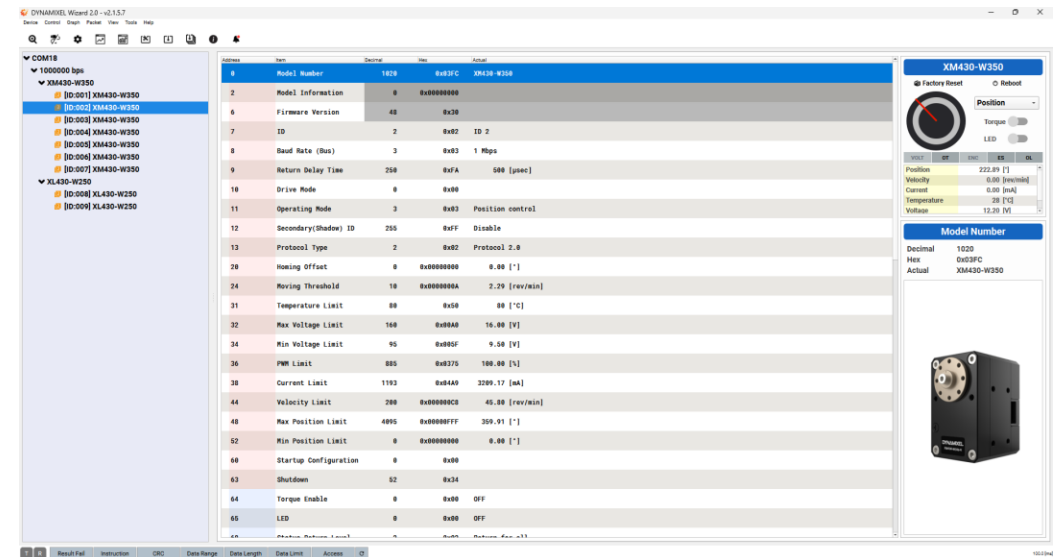 DYNAMIXEL Wizard 2.0 - v2.1.5.7
Device Control Graph Packet View Tools Help
COM18
1000000 bps
XM430-W350
[ID:001] XM430-W350
[ID:002] XM430-W350
[ID:003] XM430-W350
[ID:004] XM430-W350
[ID:005] XM430-W350
[ID:006] XM430-W350
[ID:007] XM430-W350
XL430-W250
[ID:008] XL430-W250
[ID:009] XL430-W250
Address Item Decimal Hex Actual
0 Model Number 1020 0x03FC XM430-W350
2 Model Information 0 0x00000000
6 Firmware Version 48 0x30
7 ID 2 0x02 ID 2
8 Baud Rate (Bus) 3 0x03 1 Mbps
9 Return Delay Time 250 0xFA 500 [μsec]
10 Drive Mode 0 0x00
11 Operating Mode 3 0x03 Position control
12 Secondary(Shadow) ID 255 0xFF Disable
13 Protocol Type 2 0x02 Protocol 2.0
20 Homing Offset 0 0x00000000 0.00 [°]
24 Moving Threshold 10 0x0000000A 2.29 [rev/min]
31 Temperature Limit 80 0x50 80 [°C]
32 Max Voltage Limit 160 0x00A0 16.00 [V]
34 Min Voltage Limit 95 0x005F 9.50 [V]
36 PWM Limit 885 0x0375 100.00 [%]
38 Current Limit 1193 0x04A9 3209.17 [mA]
44 Velocity Limit 200 0x000000C8 45.80 [rev/min]
48 Max Position Limit 4095 0x00000FFF 359.91 [°]
52 Min Position Limit 0 0x00000000 0.00 [°]
60 Startup Configuration 0 0x00
63 Shutdown 52 0x34
64 Torque Enable 0 0x00 OFF
65 LED 0 0x00 OFF
68 Status Return Level 2 0x02 Return for all
XM430-W350
Factory Reset Reboot
Position
Torque
LED
VOLT OT ENC ES OL
Position 222.89 [°]
Velocity 0.00 [rev/min]
Current 0.00 [mA]
Temperature 28 [°C]
Voltage 12.20 [V]
Model Number
Decimal 1020
Hex 0x03FC
Actual XM430-W350
DYNAMIXEL
T R Result Fail Instruction CRC Data Range Data Length Data Limit Access